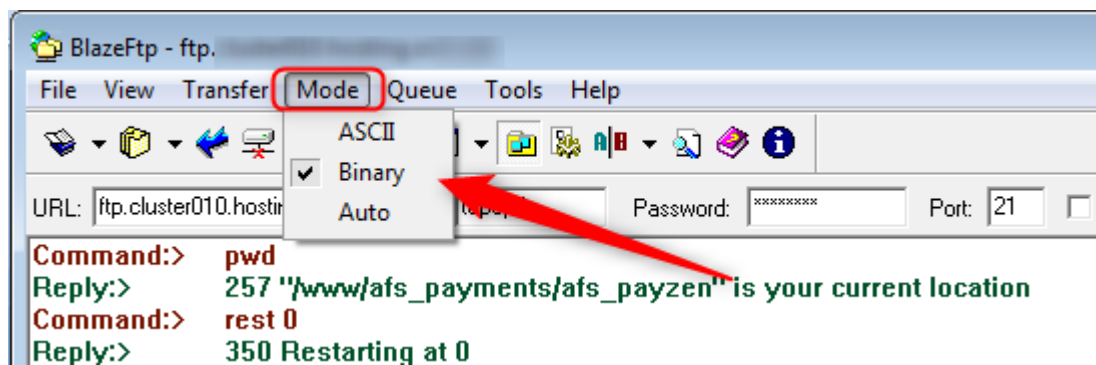 BlazeFtp - ftp.
File View Transfer Mode Queue Tools Help
ASCII
Binary
Auto
URL: ftp.cluster010.hostin Password: ×××××××× Port: 21
Command:> pwd
Reply:> 257 "/www/afs_payments/afs_payzen" is your current location
Command:> rest 0
Reply:> 350 Restarting at 0